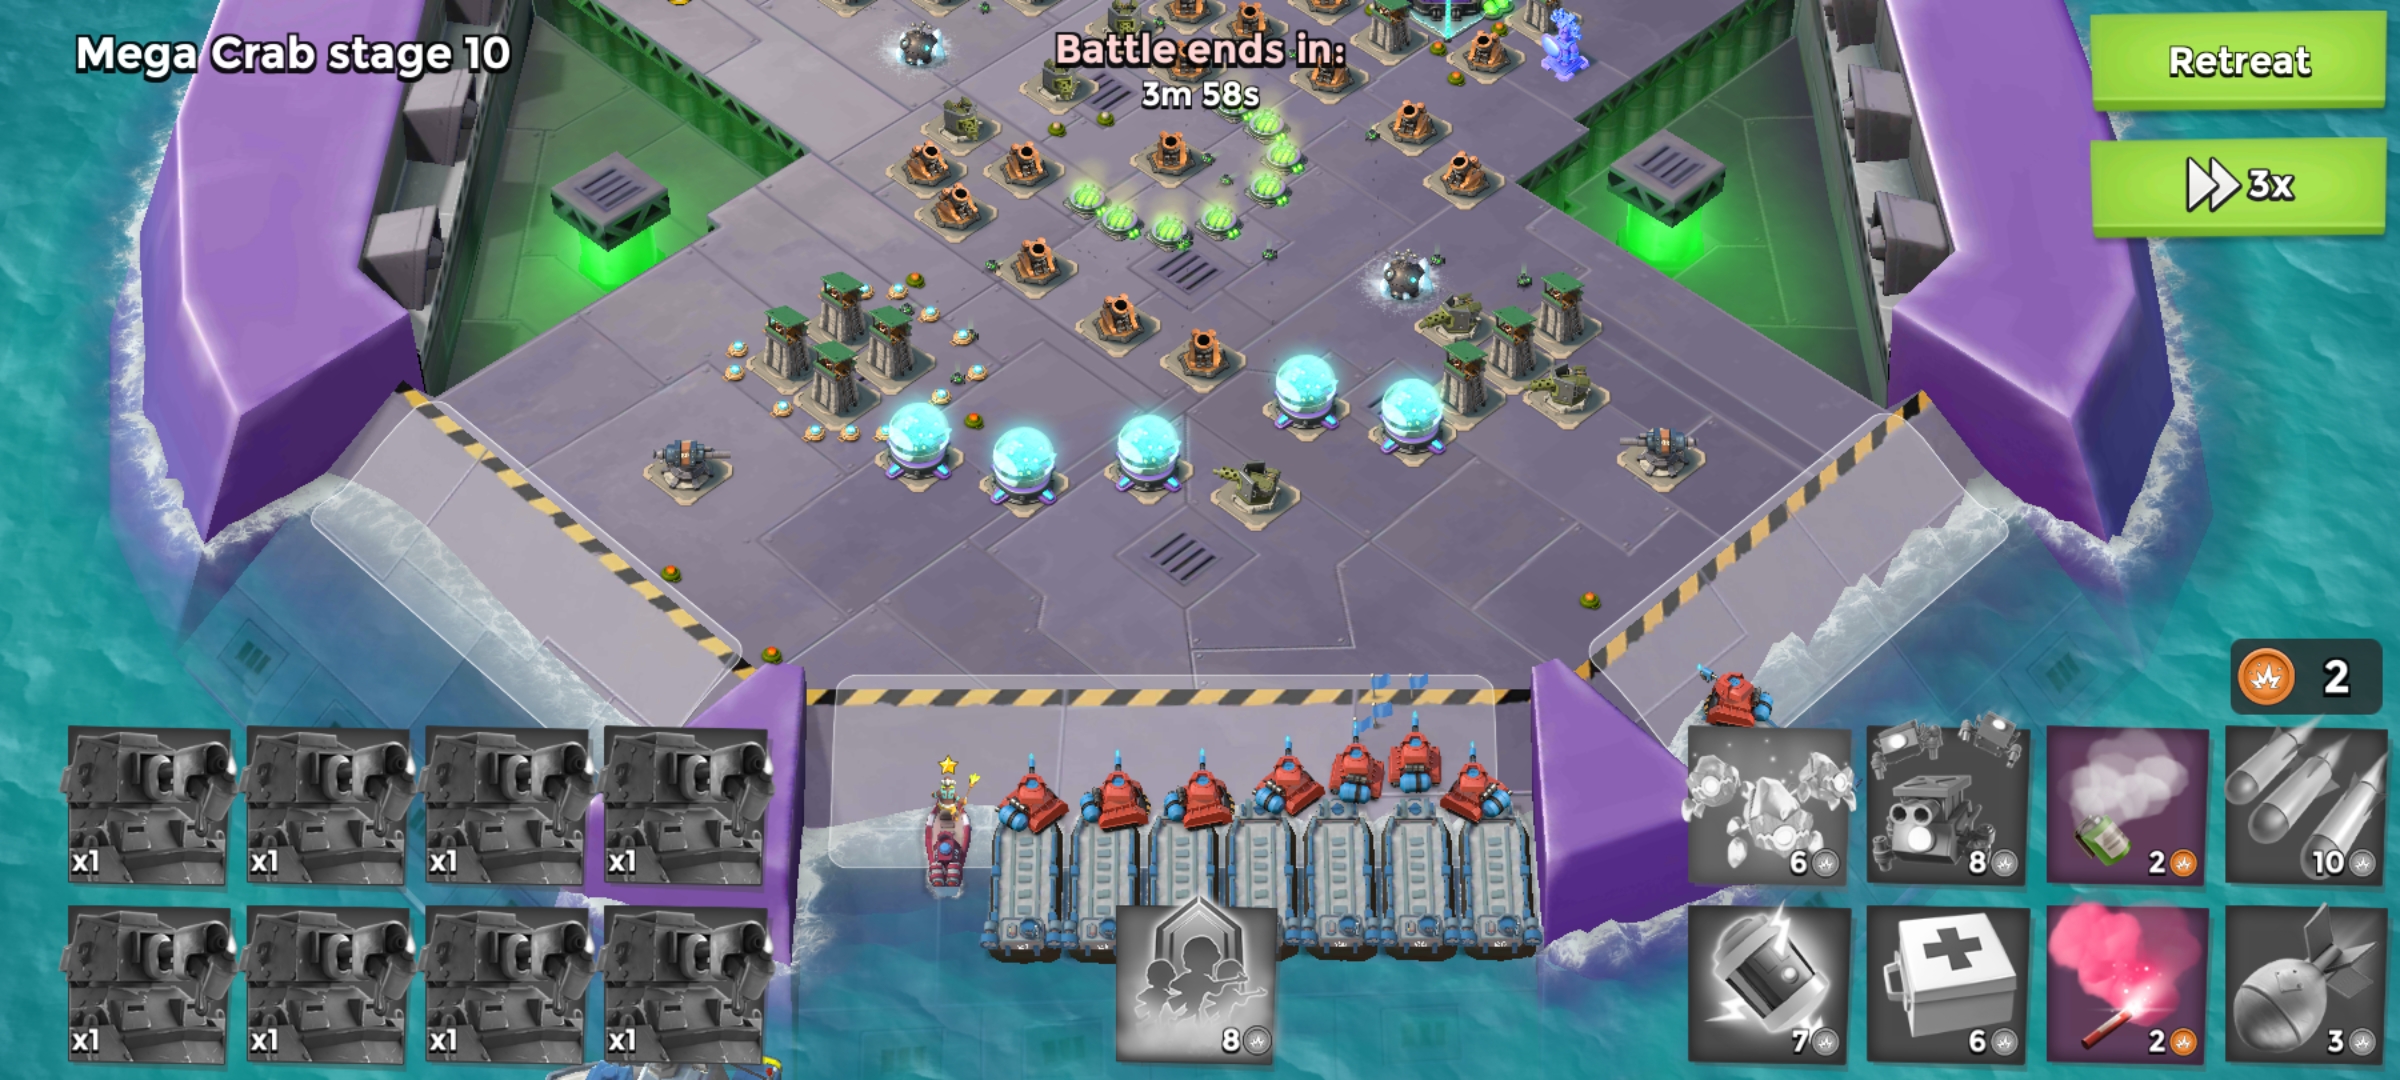 Mega Crab stage 10
Battle ends in:
3m 58s
Retreat
3x
2
x1
x1
x1
x1
6
8
2
10
x1
x1
x1
x1
8
7
6
2
3